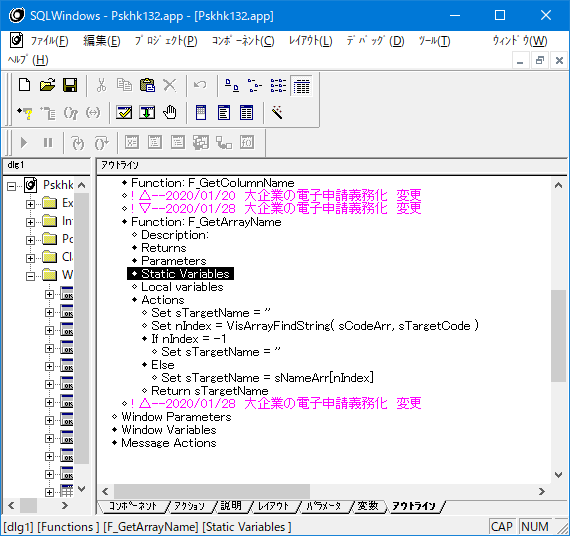 SQLWindows - Pskhk132.app - [Pskhk132.app]
ﾌｧｲﾙ(F) 編集(E) ﾌﾟﾛｼﾞｪｸﾄ(P) ｺﾝﾎﾟｰﾈﾝﾄ(C) ﾚｲｱｳﾄ(L) ﾃﾞﾊﾞｯｸﾞ(D) ﾂｰﾙ(T) ｳｨﾝﾄﾞｳ(W)
ﾍﾙﾌﾟ(H)
dlg1
ｱｳﾄﾗｲﾝ
Pskhk
Ex
Int
Po
Cla
W
Function: F_GetColumnName
! △--2020/01/20 大企業の電子申請義務化 変更
! ▽--2020/01/28 大企業の電子申請義務化 変更
Function: F_GetArrayName
Description:
Returns
Parameters
Static Variables
Local variables
Actions
Set sTargetName = ''
Set nIndex = VisArrayFindString( sCodeArr, sTargetCode )
If nIndex = -1
Set sTargetName = ''
Else
Set sTargetName = sNameArr[nIndex]
Return sTargetName
! △--2020/01/28 大企業の電子申請義務化 変更
Window Parameters
Window Variables
Message Actions
ｺﾝﾎﾟｰﾈﾝﾄ ｱｸｼｮﾝ 説明 ﾚｲｱｳﾄ ﾊﾟﾗﾒｰﾀ 変数 ｱｳﾄﾗｲﾝ
[dlg1] [Functions ] [F_GetArrayName] [Static Variables ] CAP NUM